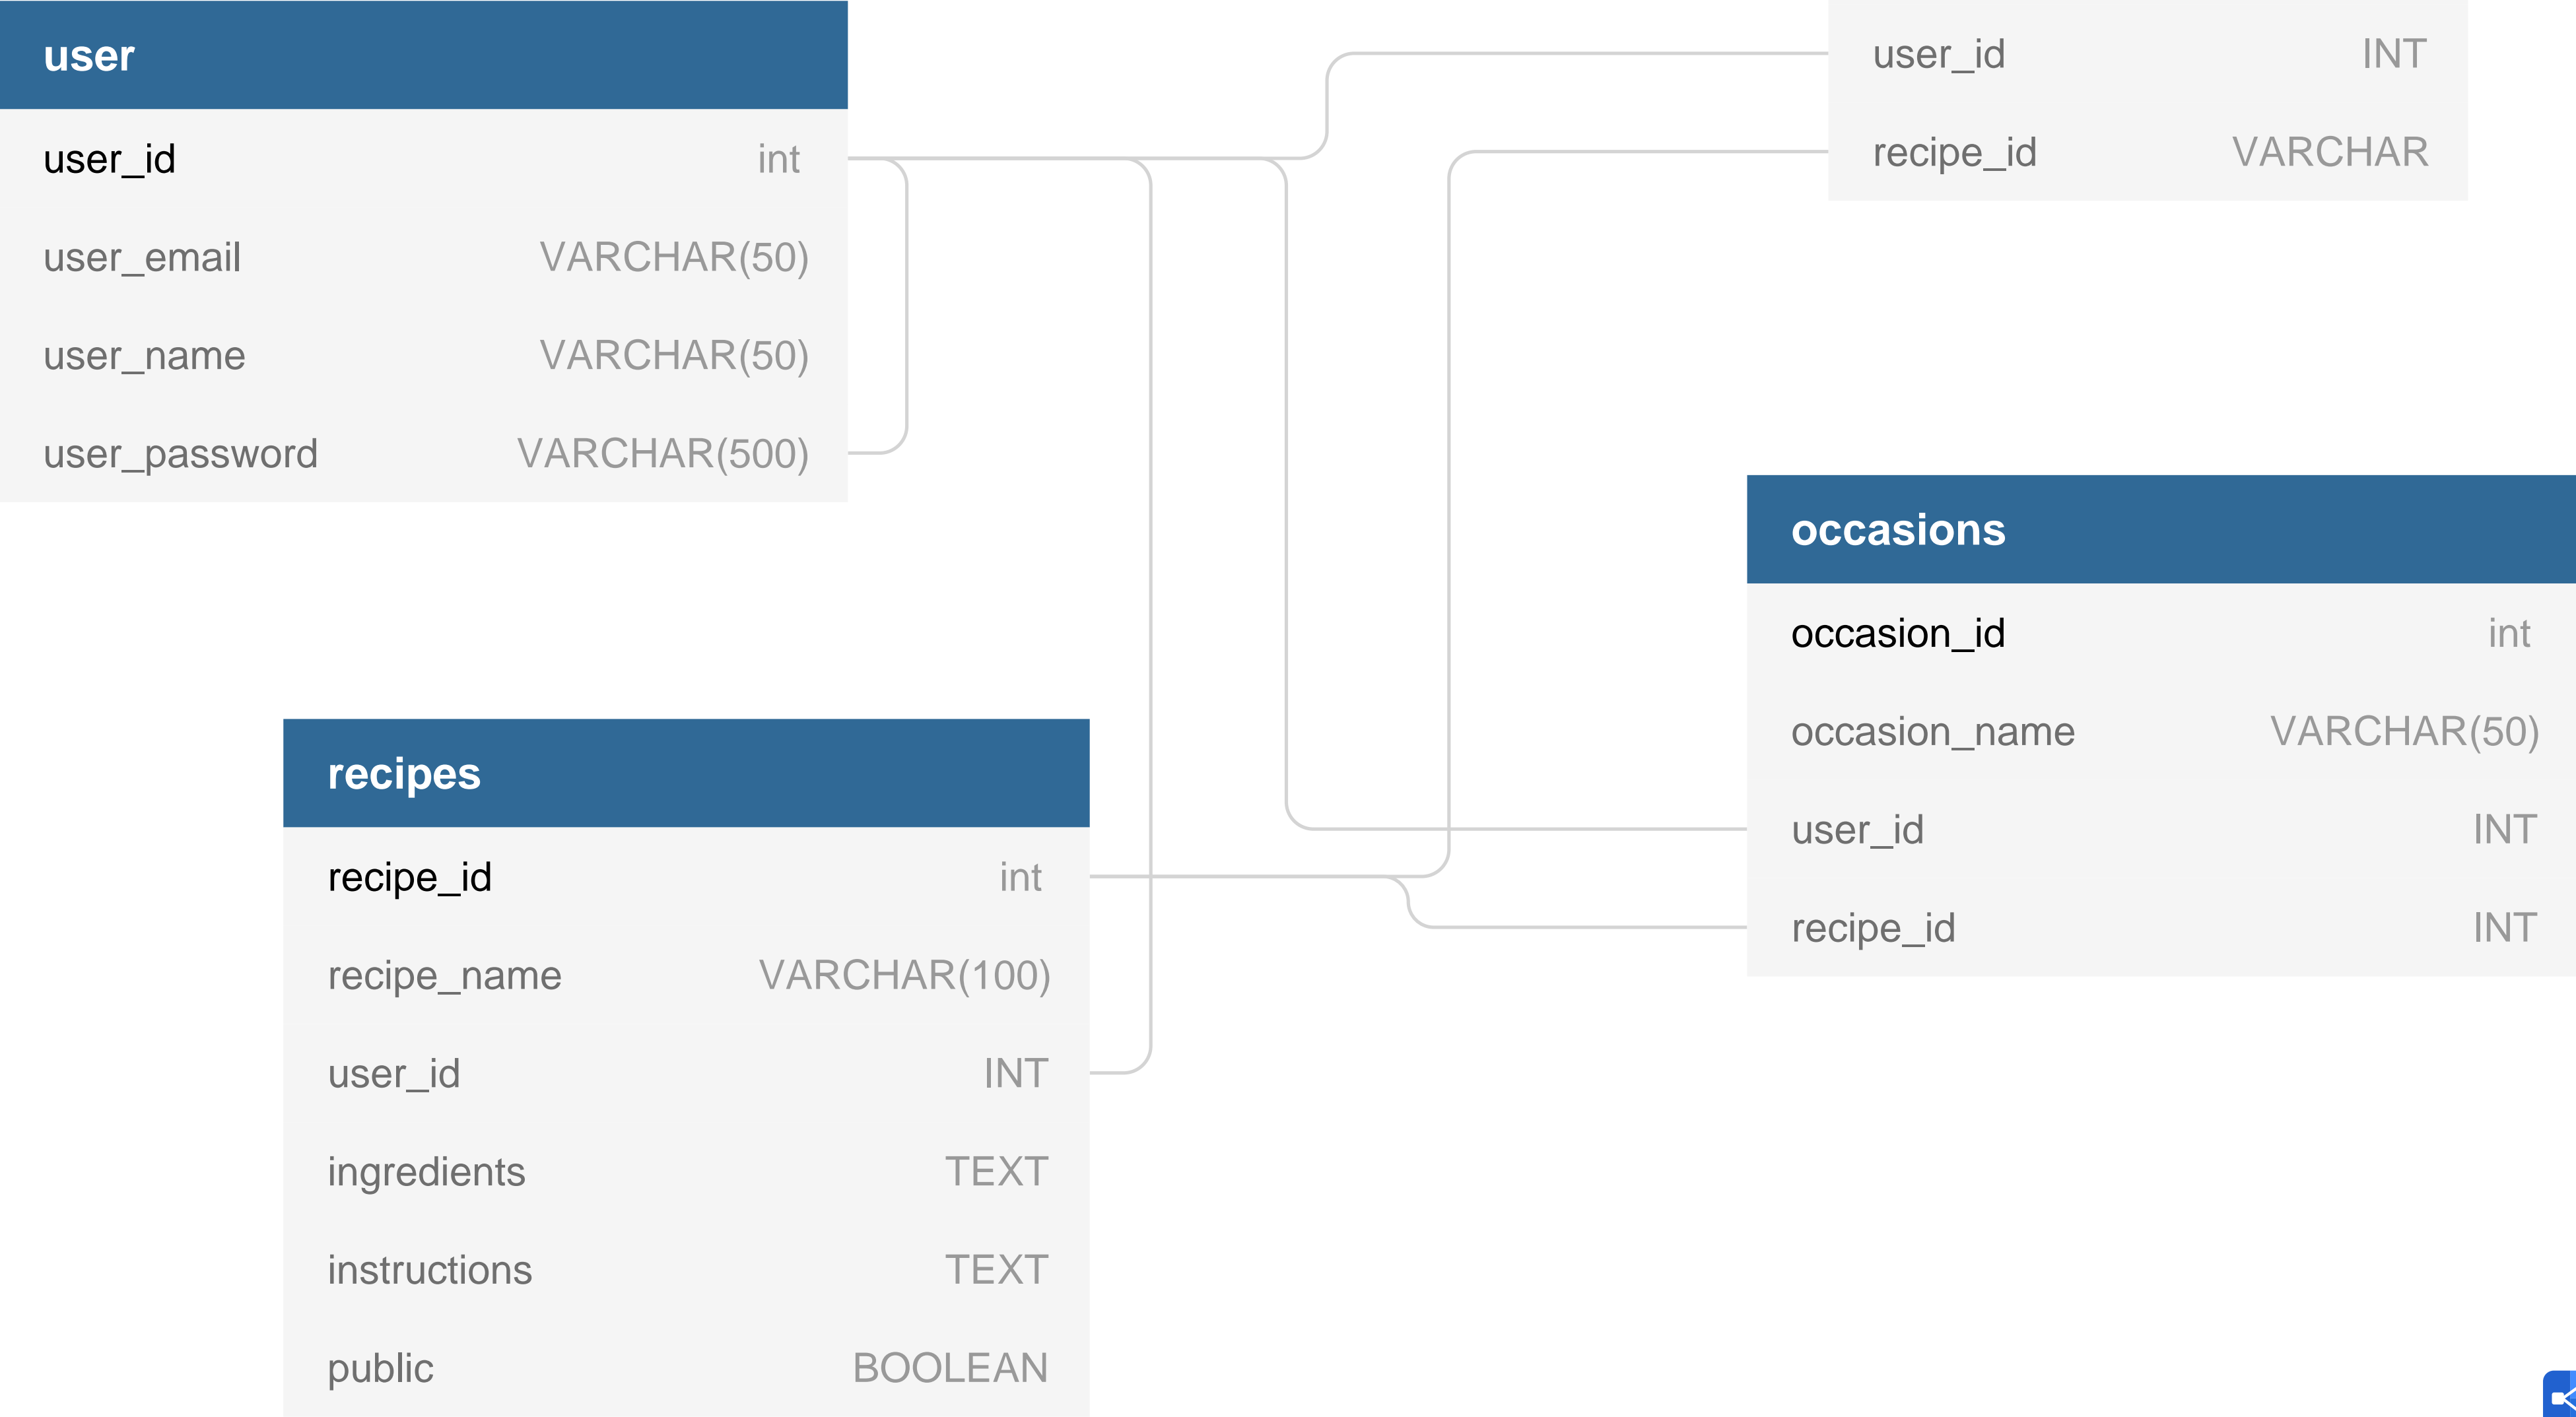 user
user_id int
user_email VARCHAR(50)
user_name VARCHAR(50)
user_password VARCHAR(500)
user_id INT
recipe_id VARCHAR
occasions
occasion_id int
occasion_name VARCHAR(50)
user_id INT
recipe_id INT
recipes
recipe_id int
recipe_name VARCHAR(100)
user_id INT
ingredients TEXT
instructions TEXT
public BOOLEAN